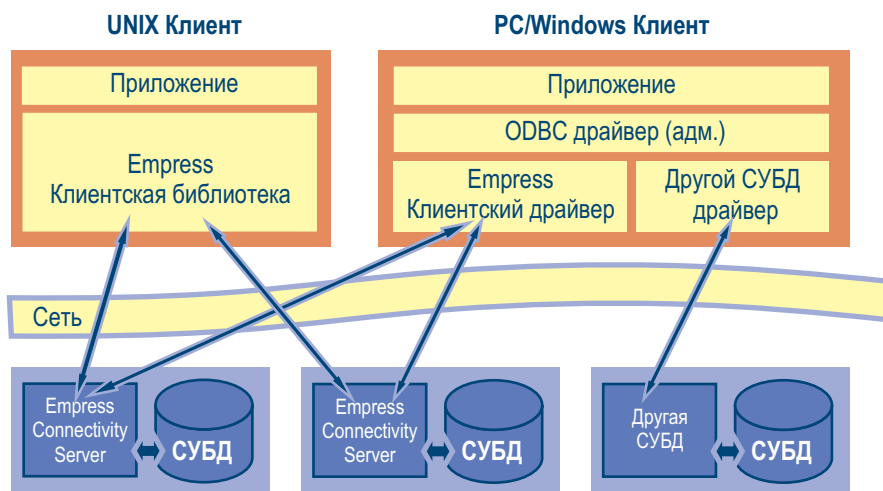 UNIX Клиент
PC/Windows Клиент
Приложение
Empress
Клиентская библиотека
Приложение
ODBC драйвер (адм.)
Empress
Клиентский драйвер
Другой СУБД
драйвер
Сеть
Empress
Connectivity
Server
СУБД
Empress
Connectivity
Server
СУБД
Другая
СУБД
СУБД